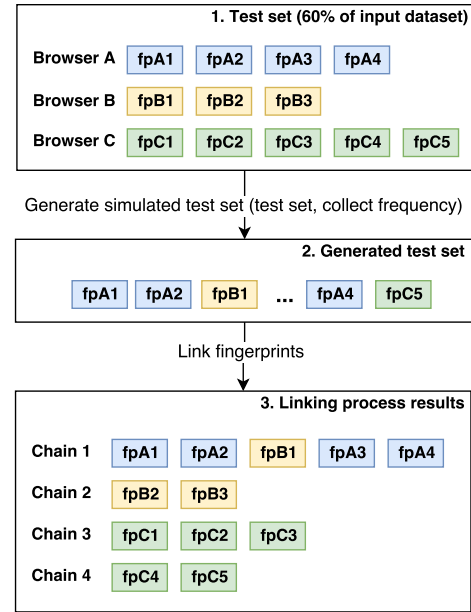 1. Test set (60% of input dataset)
Browser A fpA1 fpA2 fpA3 fpA4
Browser B fpB1 fpB2 fpB3
Browser C fpC1 fpC2 fpC3 fpC4 fpC5
Generate simulated test set (test set, collect frequency)
2. Generated test set
fpA1 fpA2 fpB1 ... fpA4 fpC5
Link fingerprints
3. Linking process results
Chain 1 fpA1 fpA2 fpB1 fpA3 fpA4
Chain 2 fpB2 fpB3
Chain 3 fpC1 fpC2 fpC3
Chain 4 fpC4 fpC5